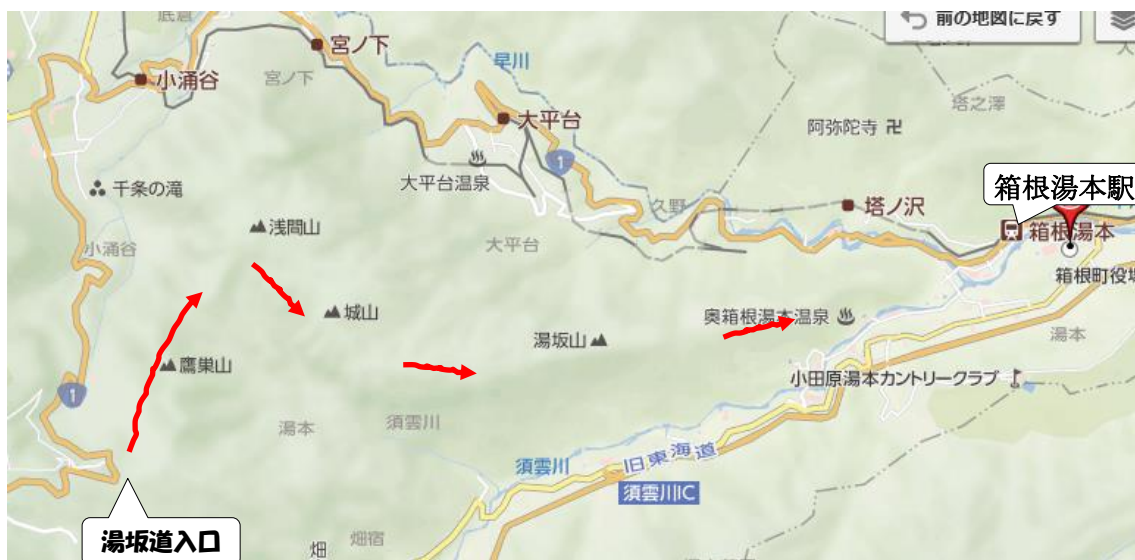 底倉
前の地図に戻す
宮ノ下
小涌谷
宮ノ下
早川
塔之澤
大平台
阿弥陀寺
1
大平台温泉
千条の滝
箱根湯本駅
久野
塔ノ沢
浅間山
小涌谷
大平台
箱根湯本
箱根町役場
城山
奥箱根湯本温泉
湯坂山
湯本
鷹巣山
小田原湯本カントリークラブ
1
湯本
須雲川
須雲川
旧東海道
須雲川IC
湯坂道入口
畑
畑宿